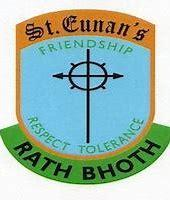 St. Eunan's
FRIENDSHIP
RESPECT TOLERANCE
RATH BHOTH